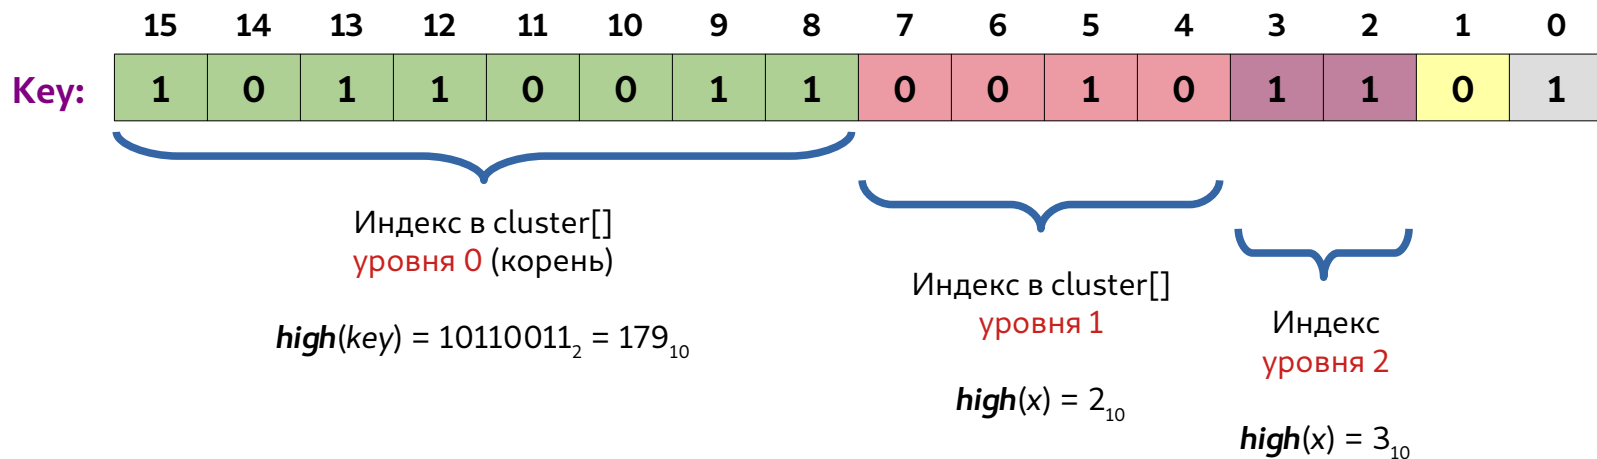 15 14 13 12 11 10 9 8 7 6 5 4 3 2 1 0
Key: 1 0 1 1 0 0 1 1 0 0 1 0 1 1 0 1
Индекс в cluster[]
уровня 0 (корень)
high(key) = 10110011₂ = 179₁₀
Индекс в cluster[]
уровня 1
high(x) = 2₁₀
Индекс
уровня 2
high(x) = 3₁₀